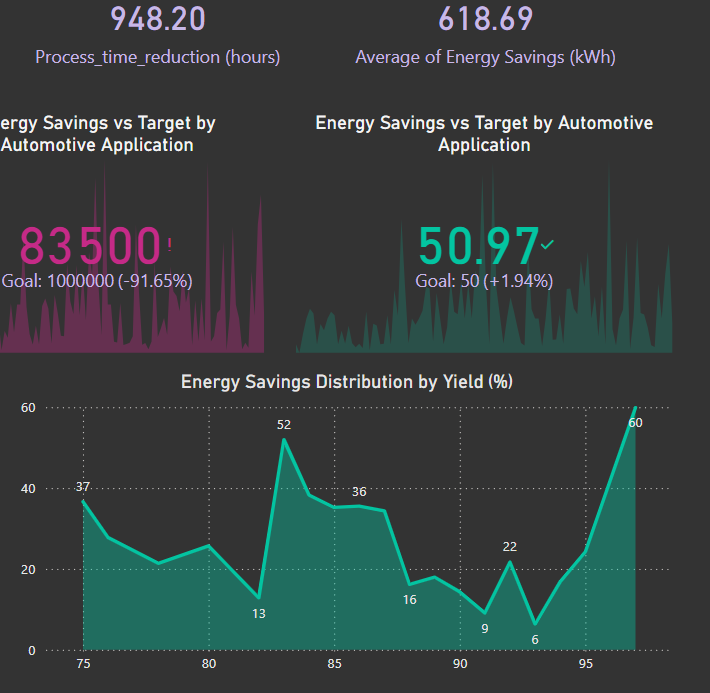 948.20
Process_time_reduction (hours)
618.69
Average of Energy Savings (kWh)
ergy Savings vs Target by
Automotive Application
83500!
Goal: 1000000 (-91.65%)
Energy Savings vs Target by Automotive
Application
50.97✓
Goal: 50 (+1.94%)
Energy Savings Distribution by Yield (%)
60
40
20
0
37
13
52
36
16
9
22
6
60
75
80
85
90
95